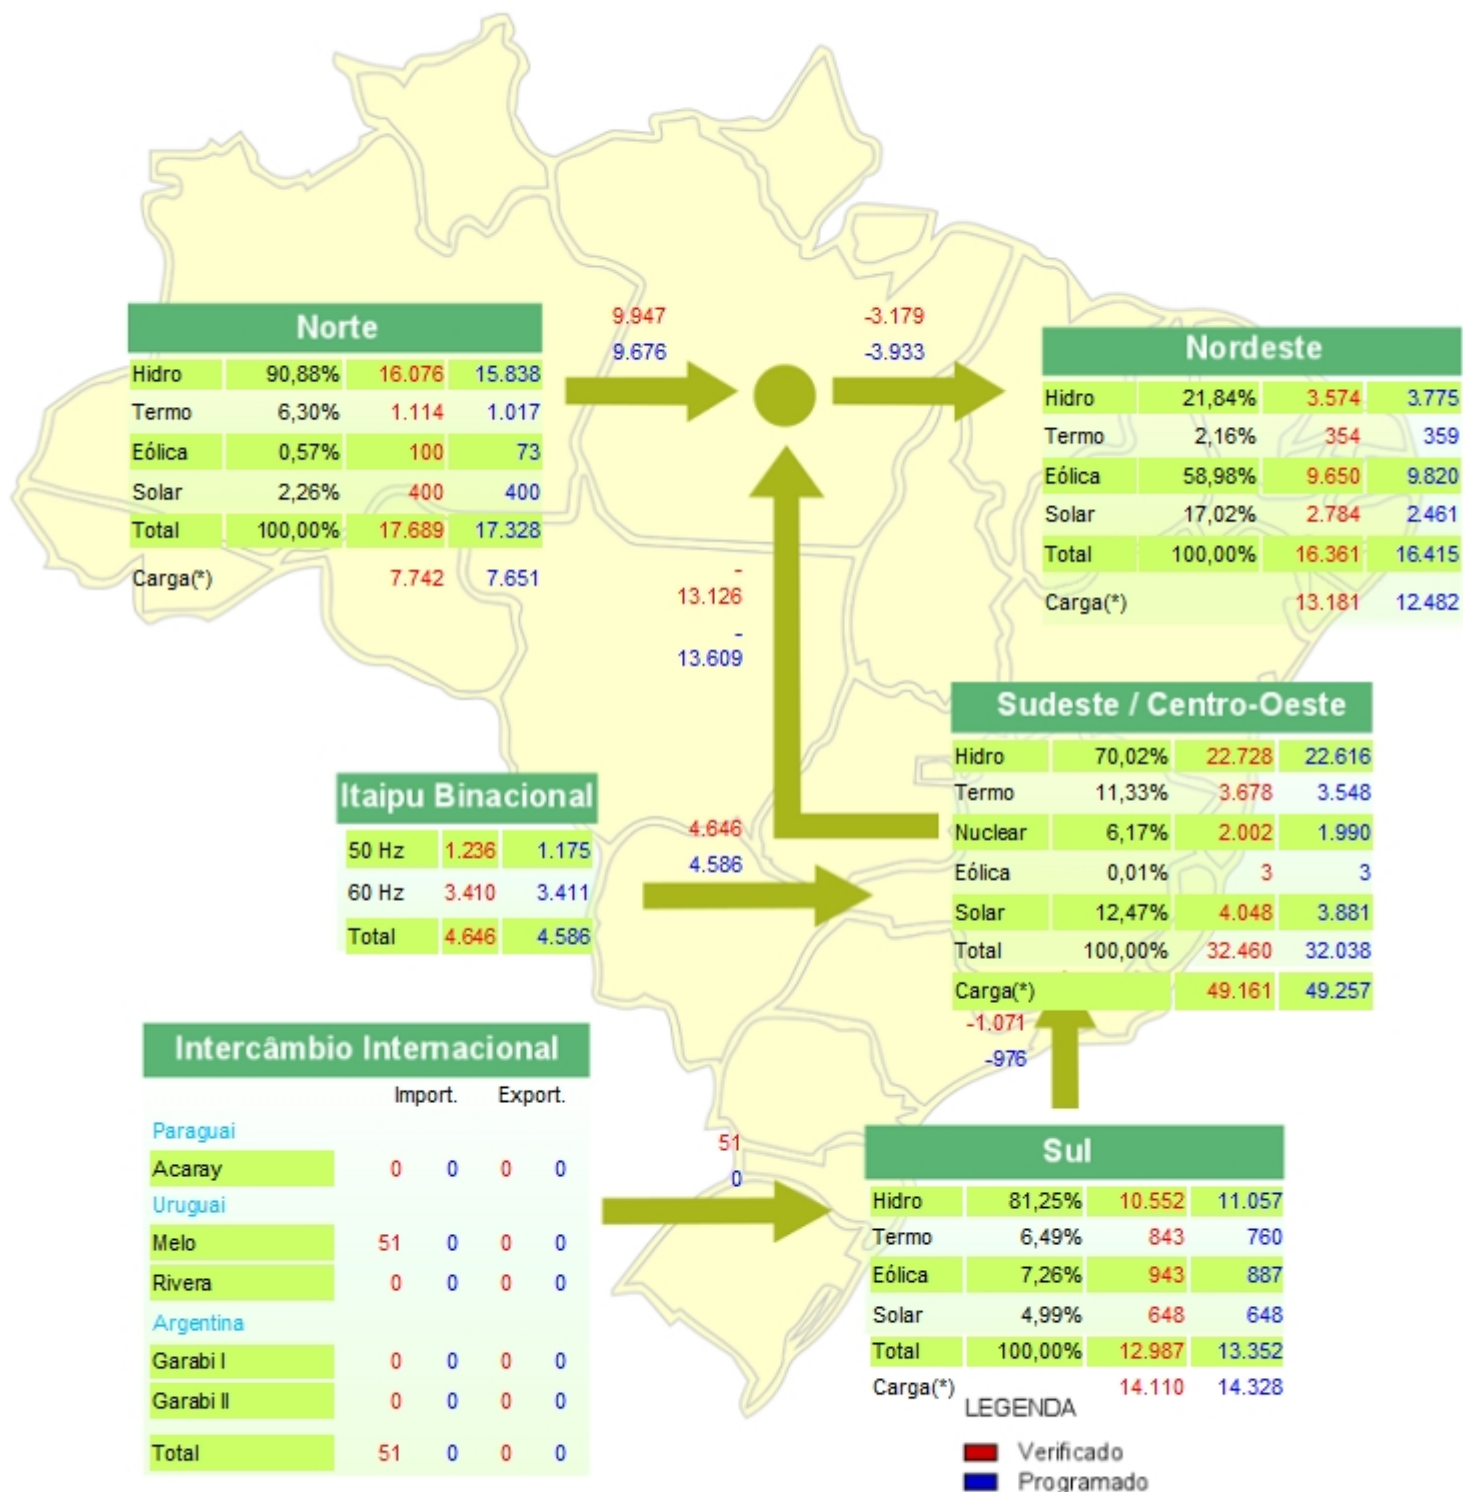 Norte
Hidro 90,88% 16.076 15.838
Termo 6,30% 1.114 1.017
Eólica 0,57% 100 73
Solar 2,26% 400 400
Total 100,00% 17.689 17.328
Carga(*) 7.742 7.651
9.947
9.676
-3.179
-3.933
Nordeste
Hidro 21,84% 3.574 3.775
Termo 2,16% 354 359
Eólica 58,98% 9.650 9.820
Solar 17,02% 2.784 2.461
Total 100,00% 16.361 16.415
Carga(*) 13.181 12.482
-
13.126
-
13.609
Sudeste / Centro-Oeste
Hidro 70,02% 22.728 22.616
Termo 11,33% 3.678 3.548
Nuclear 6,17% 2.002 1.990
Eólica 0,01% 3 3
Solar 12,47% 4.048 3.881
Total 100,00% 32.460 32.038
Carga(*) 49.161 49.257
Itaipu Binacional
50 Hz 1.236 1.175
60 Hz 3.410 3.411
Total 4.646 4.586
4.646
4.586
-1.071
-976
Intercâmbio Internacional
Import. Export.
Paraguai
Acaray 0 0 0 0
Uruguai
Melo 51 0 0 0
Rivera 0 0 0 0
Argentina
Garabi I 0 0 0 0
Garabi II 0 0 0 0
Total 51 0 0 0
51
0
Sul
Hidro 81,25% 10.552 11.057
Termo 6,49% 843 760
Eólica 7,26% 943 887
Solar 4,99% 648 648
Total 100,00% 12.987 13.352
Carga(*) 14.110 14.328
LEGENDA
Verificado
Programado